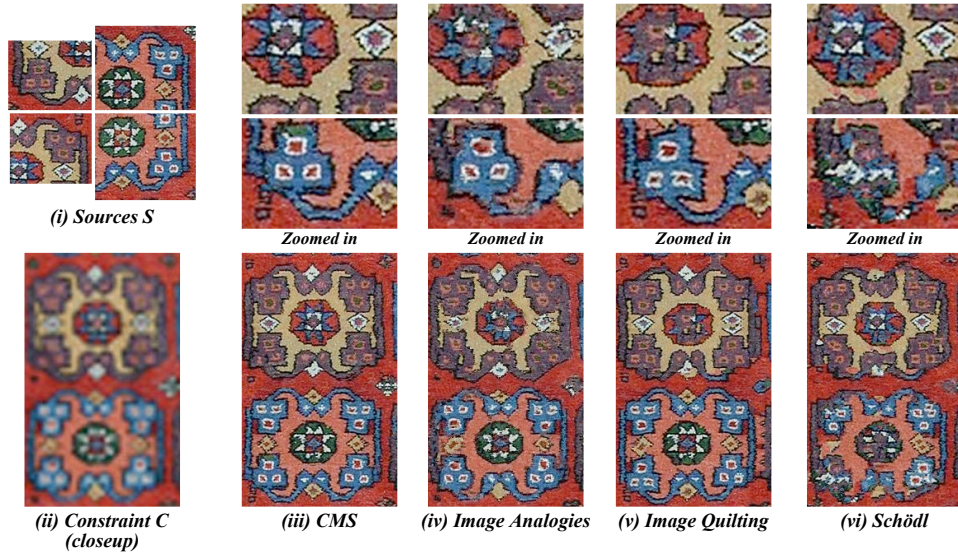 (i) Sources S
Zoomed in
Zoomed in
Zoomed in
Zoomed in
(ii) Constraint C
(closeup)
(iii) CMS
(iv) Image Analogies
(v) Image Quilting
(vi) Schödl